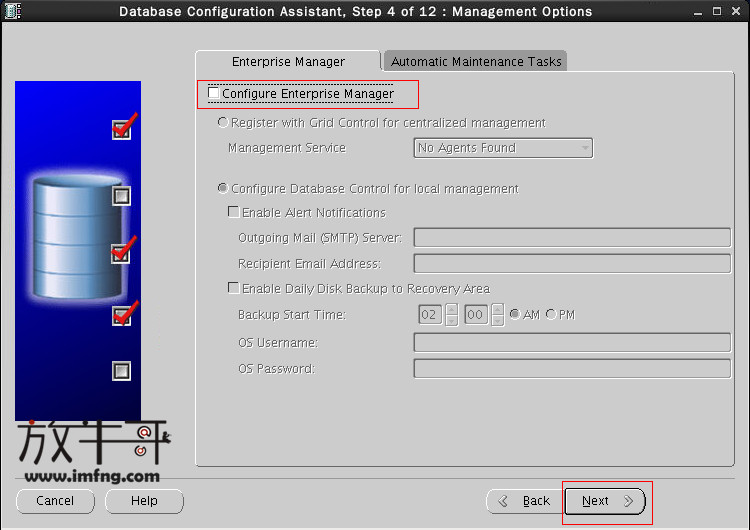 Database Configuration Assistant, Step 4 of 12 : Management Options
Enterprise Manager
Automatic Maintenance Tasks
Configure Enterprise Manager
Register with Grid Control for centralized management
Management Service
No Agents Found
Configure Database Control for local management
Enable Alert Notifications
Outgoing Mail (SMTP) Server:
Recipient Email Address:
Enable Daily Disk Backup to Recovery Area
Backup Start Time:
02
00
AM
PM
OS Username:
OS Password:
放牛哥
www.imfng.com
Cancel
Help
Back
Next